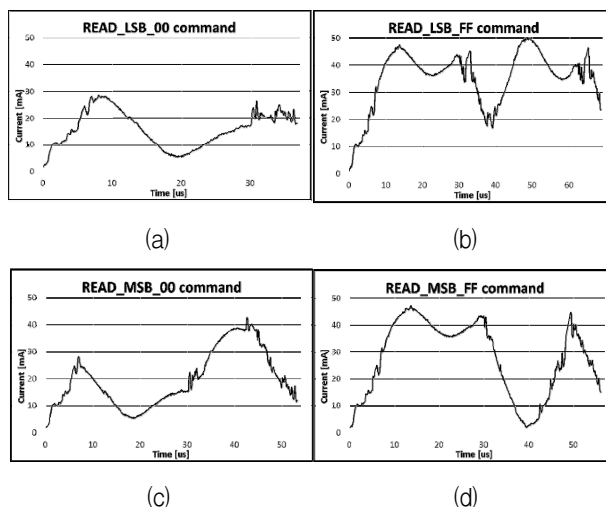 READ_LSB_00 command
50
40
30
20
10
0
Current [mA]
0 10 20 30
Time [us]
(a)
READ_LSB_FF command
50
40
30
20
10
0
Current [mA]
0 10 20 30 40 50 60
Time [us]
(b)
READ_MSB_00 command
50
40
30
20
10
0
Current [mA]
0 10 20 30 40 50
Time [us]
(c)
READ_MSB_FF command
50
40
30
20
10
0
Current [mA]
0 10 20 30 40 50
Time [us]
(d)